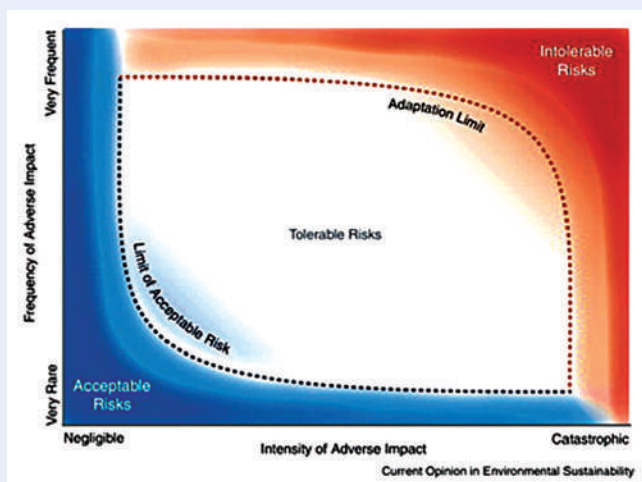 Very Frequent
Frequency of Adverse Impact
Very Rare
Intolerable
Risks
Adaptation Limit
Tolerable Risks
Limit of Acceptable Risk
Acceptable
Risks
Negligible
Intensity of Adverse Impact
Catastrophic
Current Opinion in Environmental Sustainability